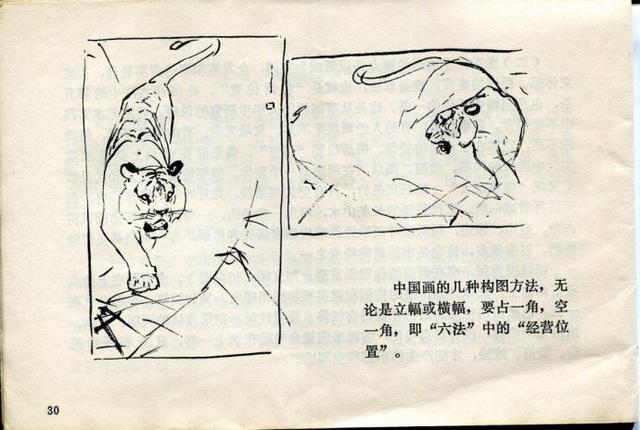 中国画的几种构图方法，无
论是立幅或横幅，要占一角，空
一角，即“六法”中的“经营位
置”。
30